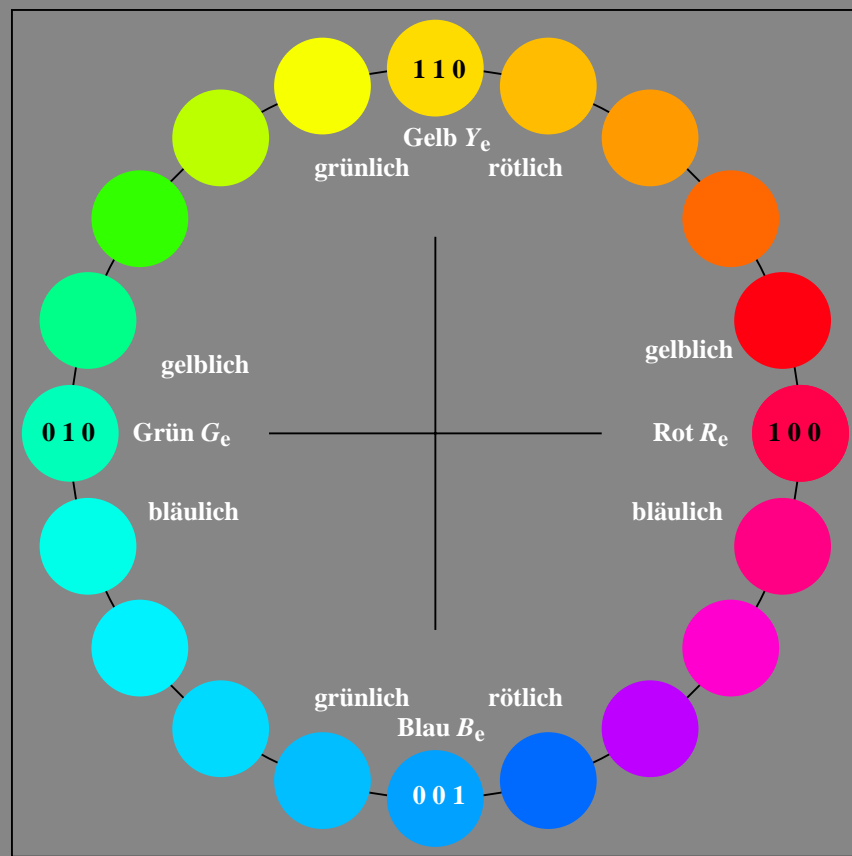 1 1 0
Gelb Yₑ
grünlich rötlich
gelblich gelblich
0 1 0 Grün Gₑ Rot Rₑ 1 0 0
bläulich bläulich
grünlich rötlich
Blau Bₑ
0 0 1